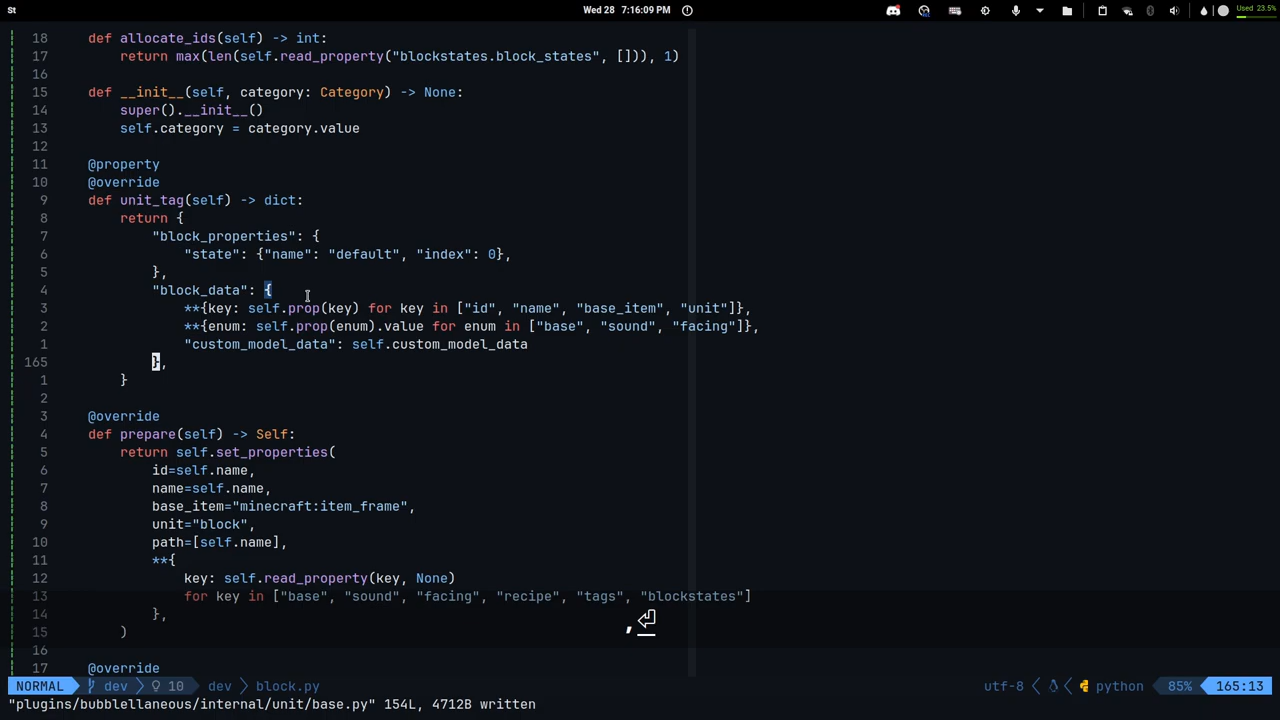 St Wed 28 7:16:09 PM Used 23.5%
18 def allocate_ids(self) -> int:
17 return max(len(self.read_property("blockstates.block_states", [])), 1)
16
15 def __init__(self, category: Category) -> None:
14 super().__init__()
13 self.category = category.value
12
11 @property
10 @override
9 def unit_tag(self) -> dict:
8 return {
7 "block_properties": {
6 "state": {"name": "default", "index": 0},
5 },
4 "block_data": {
3 **{key: self.prop(key) for key in ["id", "name", "base_item", "unit"]},
2 **{enum: self.prop(enum).value for enum in ["base", "sound", "facing"]},
1 "custom_model_data": self.custom_model_data
165 },
1 }
2
3 @override
4 def prepare(self) -> Self:
5 return self.set_properties(
6 id=self.name,
7 name=self.name,
8 base_item="minecraft:item_frame",
9 unit="block",
10 path=[self.name],
11 **{
12 key: self.read_property(key, None)
13 for key in ["base", "sound", "facing", "recipe", "tags", "blockstates"]
14 },
15 )
,⏎
16
17 @override
NORMAL dev 10 dev > block.py utf-8 python 85% 165:13
"plugins/bubblellaneous/internal/unit/base.py" 154L, 4712B written